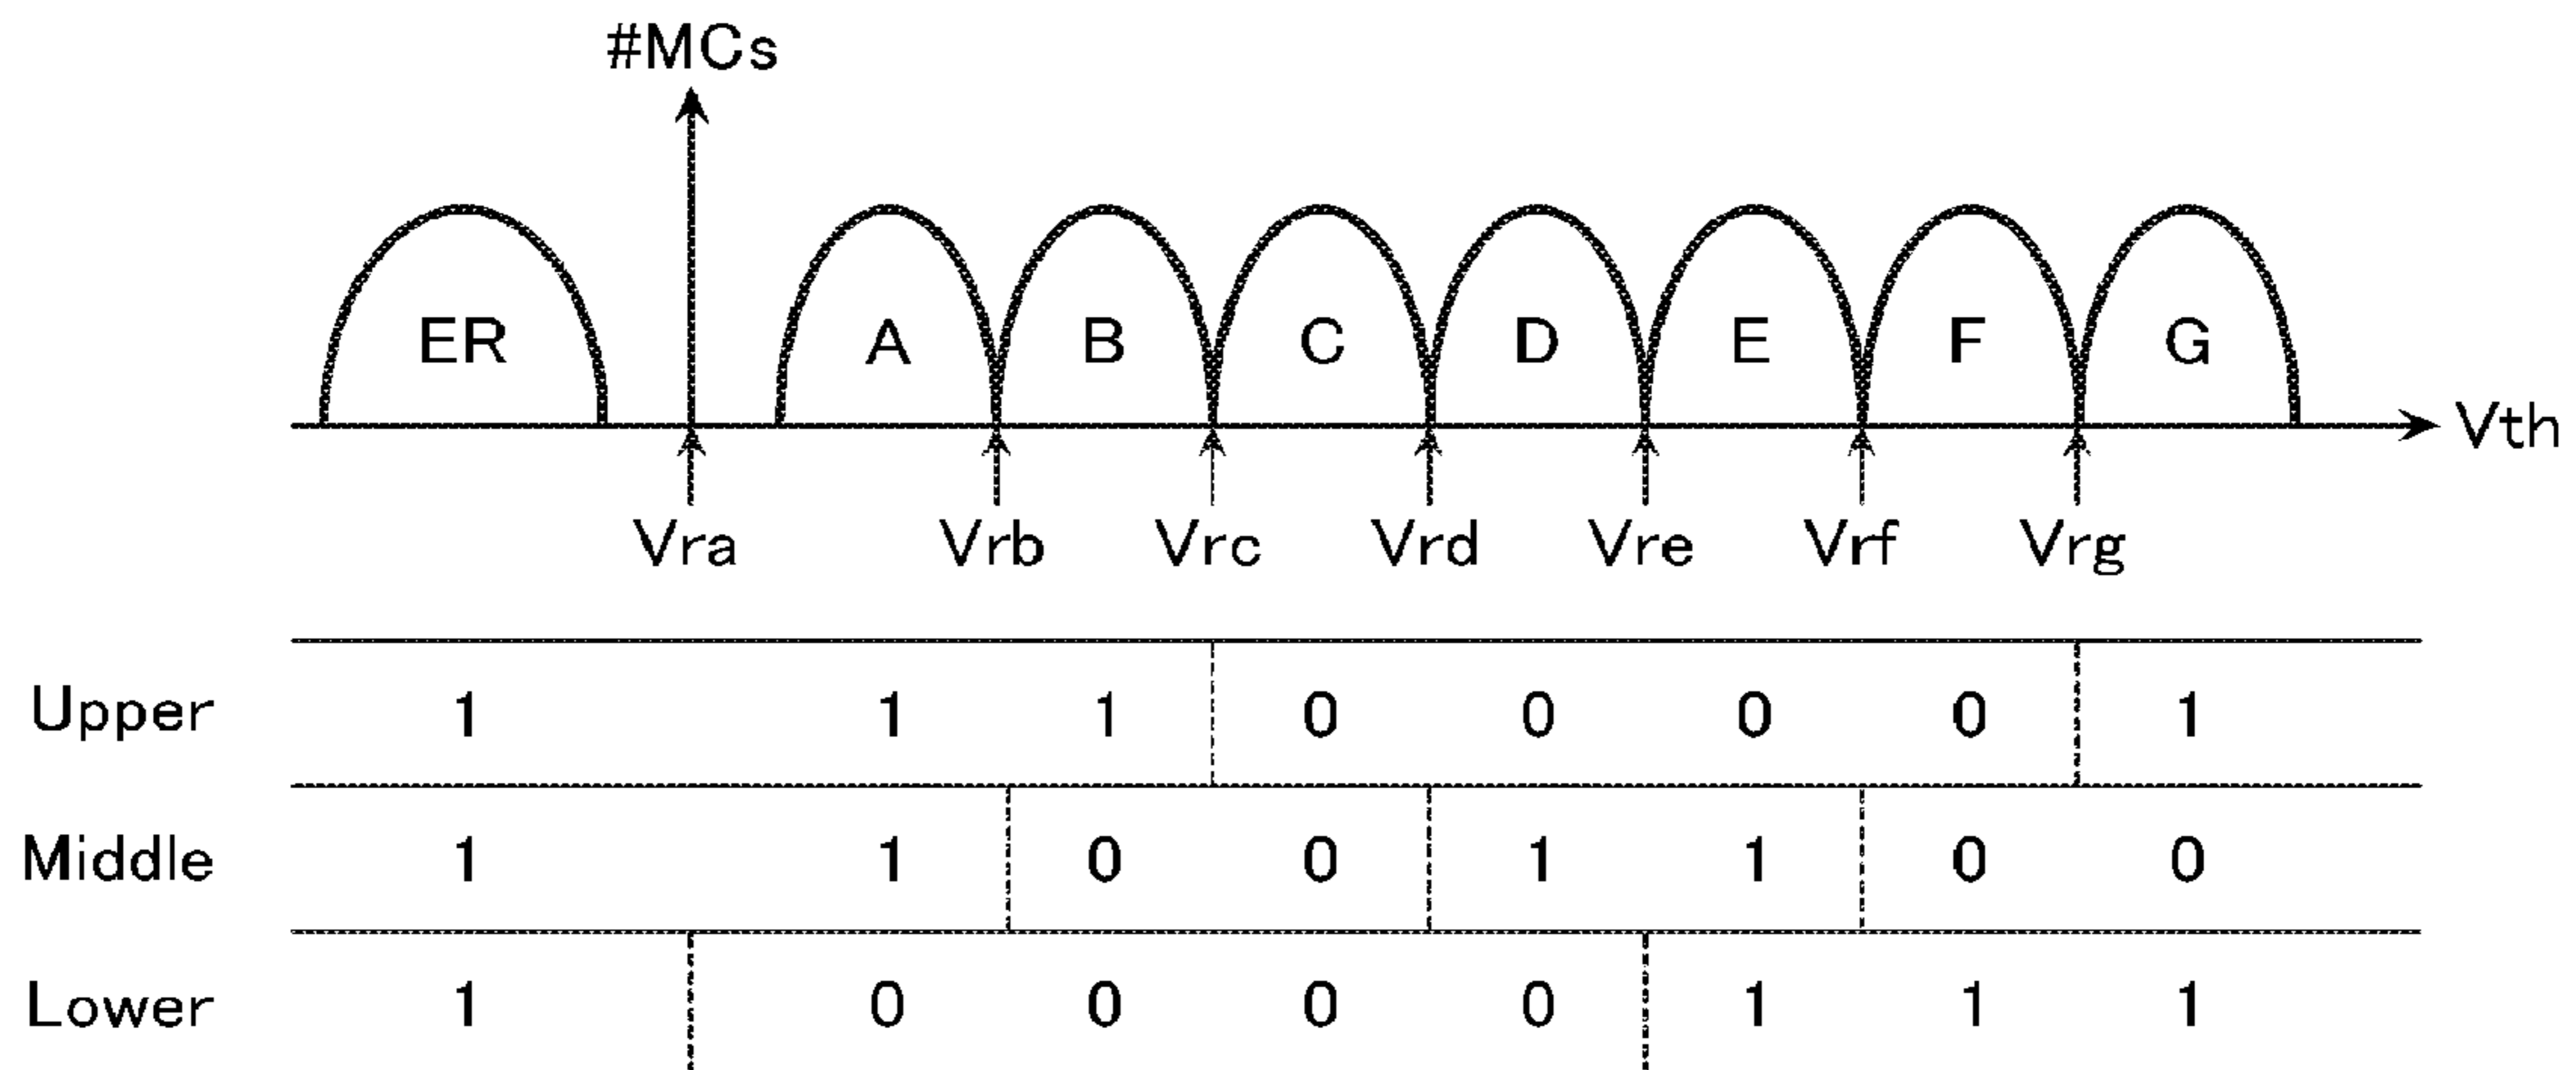 #MCs
ER A B C D E F G
Vth
Vra Vrb Vrc Vrd Vre Vrf Vrg
Upper 1 1 1 0 0 0 0 1
Middle 1 1 0 0 1 1 0 0
Lower 1 0 0 0 0 1 1 1